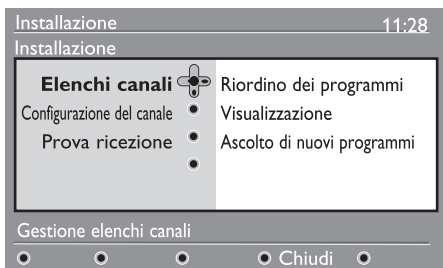 Installazione 11:28
Installazione
Elenchi canali Riordino dei programmi
Configurazione del canale Visualizzazione
Prova ricezione Ascolto di nuovi programmi
Gestione elenchi canali
Chiudi